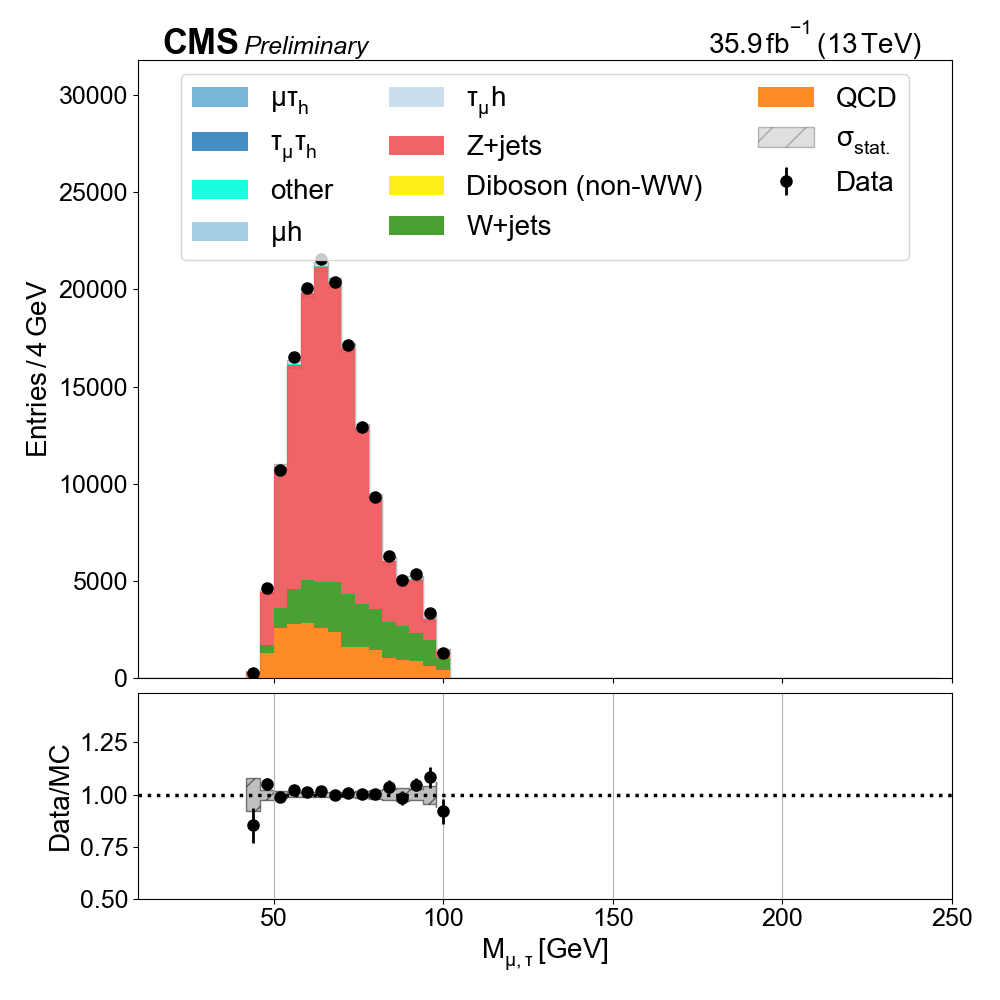 CMS Preliminary 35.9 fb⁻¹ (13 TeV)
μτh τμh QCD
τμτh Z+jets σstat.
other Diboson (non-WW) Data
μh W+jets
30000
25000
20000
15000
10000
5000
0
Entries / 4 GeV
1.25
1.00
0.75
0.50
Data/MC
50 100 150 200 250
Mμ, τ [GeV]